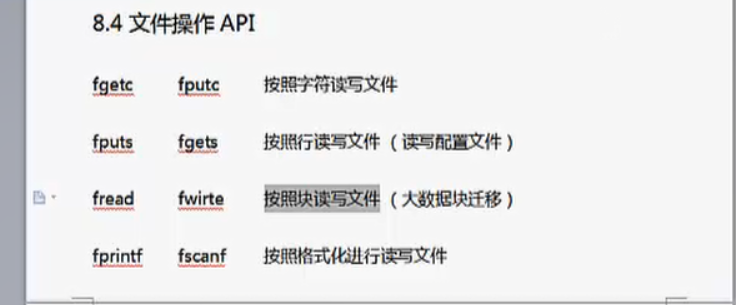 8.4 文件操作 API
fgetc fputc 按照字符读写文件
fputs fgets 按照行读写文件（读写配置文件）
fread fwirte 按照块读写文件（大数据块迁移）
fprintf fscanf 按照格式化进行读写文件